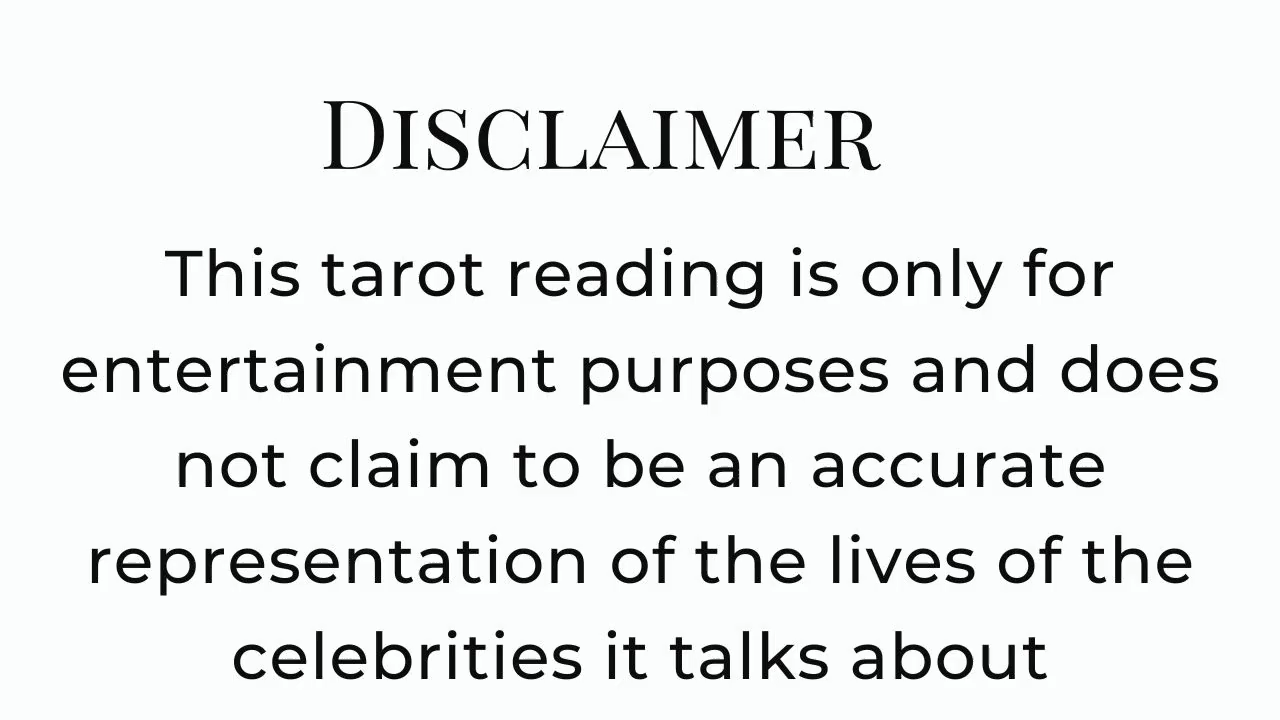 Disclaimer
This tarot reading is only for
entertainment purposes and does
not claim to be an accurate
representation of the lives of the
celebrities it talks about